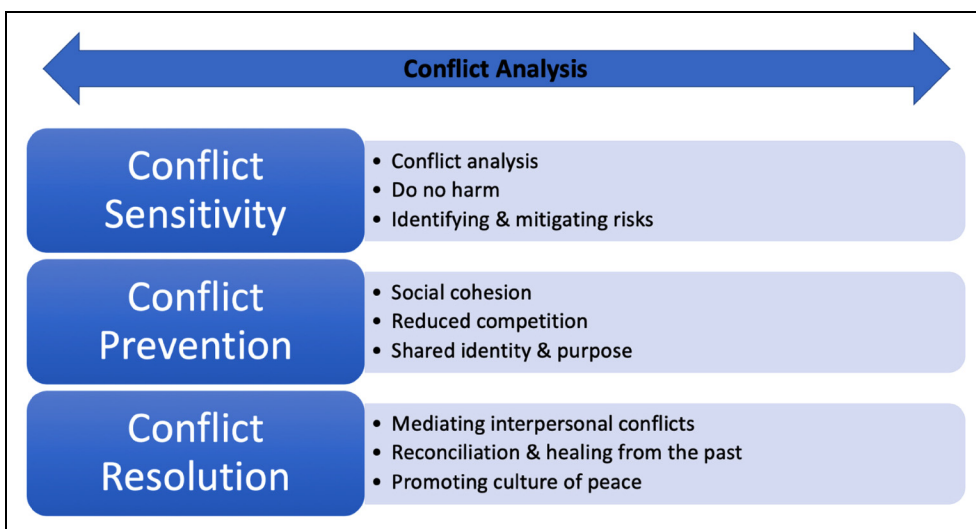 Conflict Analysis
Conflict
Sensitivity
• Conflict analysis
• Do no harm
• Identifying & mitigating risks
Conflict
Prevention
• Social cohesion
• Reduced competition
• Shared identity & purpose
Conflict
Resolution
• Mediating interpersonal conflicts
• Reconciliation & healing from the past
• Promoting culture of peace